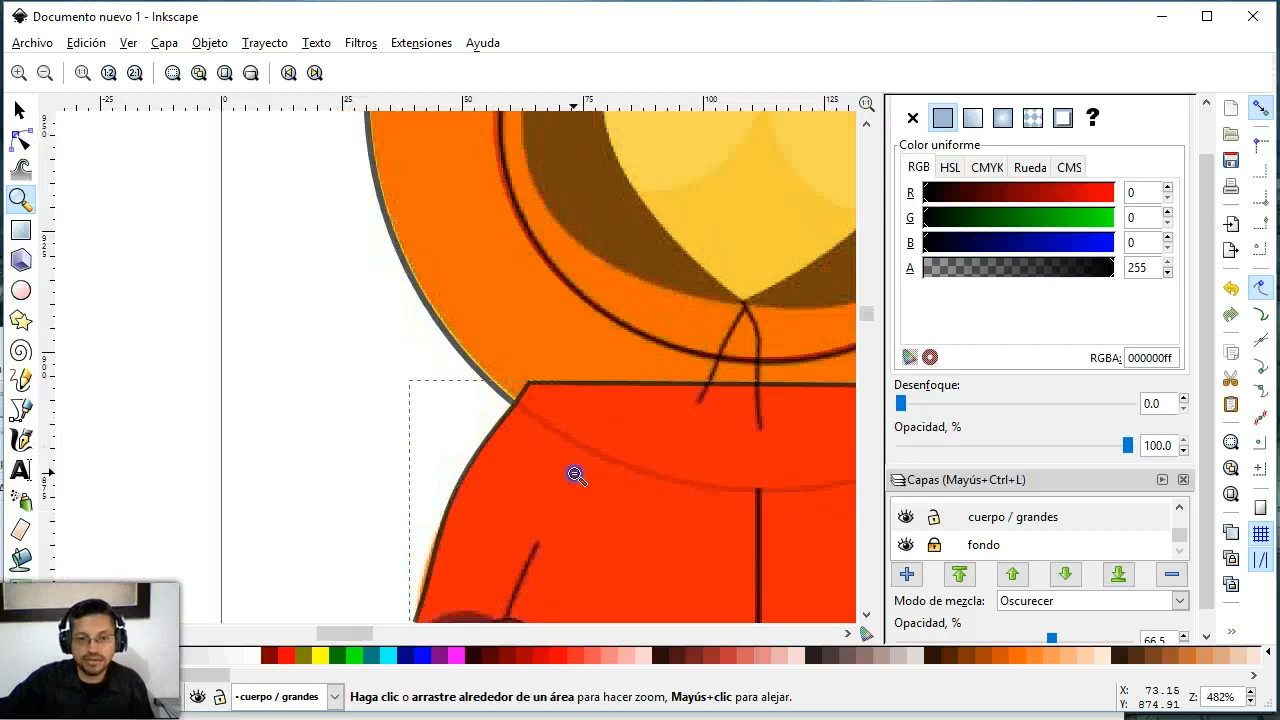 Documento nuevo 1 - Inkscape
Archivo Edición Ver Capa Objeto Trayecto Texto Filtros Extensiones Ayuda
-25 0 25 50 75 100 125
Color uniforme
RGB HSL CMYK Rueda CMS
R 0
G 0
B 0
A 255
RGBA: 000000ff
Desenfoque:
0.0
Opacidad, %
100.0
Capas (Mayús+Ctrl+L)
cuerpo / grandes
fondo
Modo de mezcla: Oscurecer
Opacidad, %
66.5
cuerpo / grandes
Haga clic o arrastre alrededor de un área para hacer zoom, Mayús+clic para alejar.
X: 73.15
Y: 874.91
Z: 482%